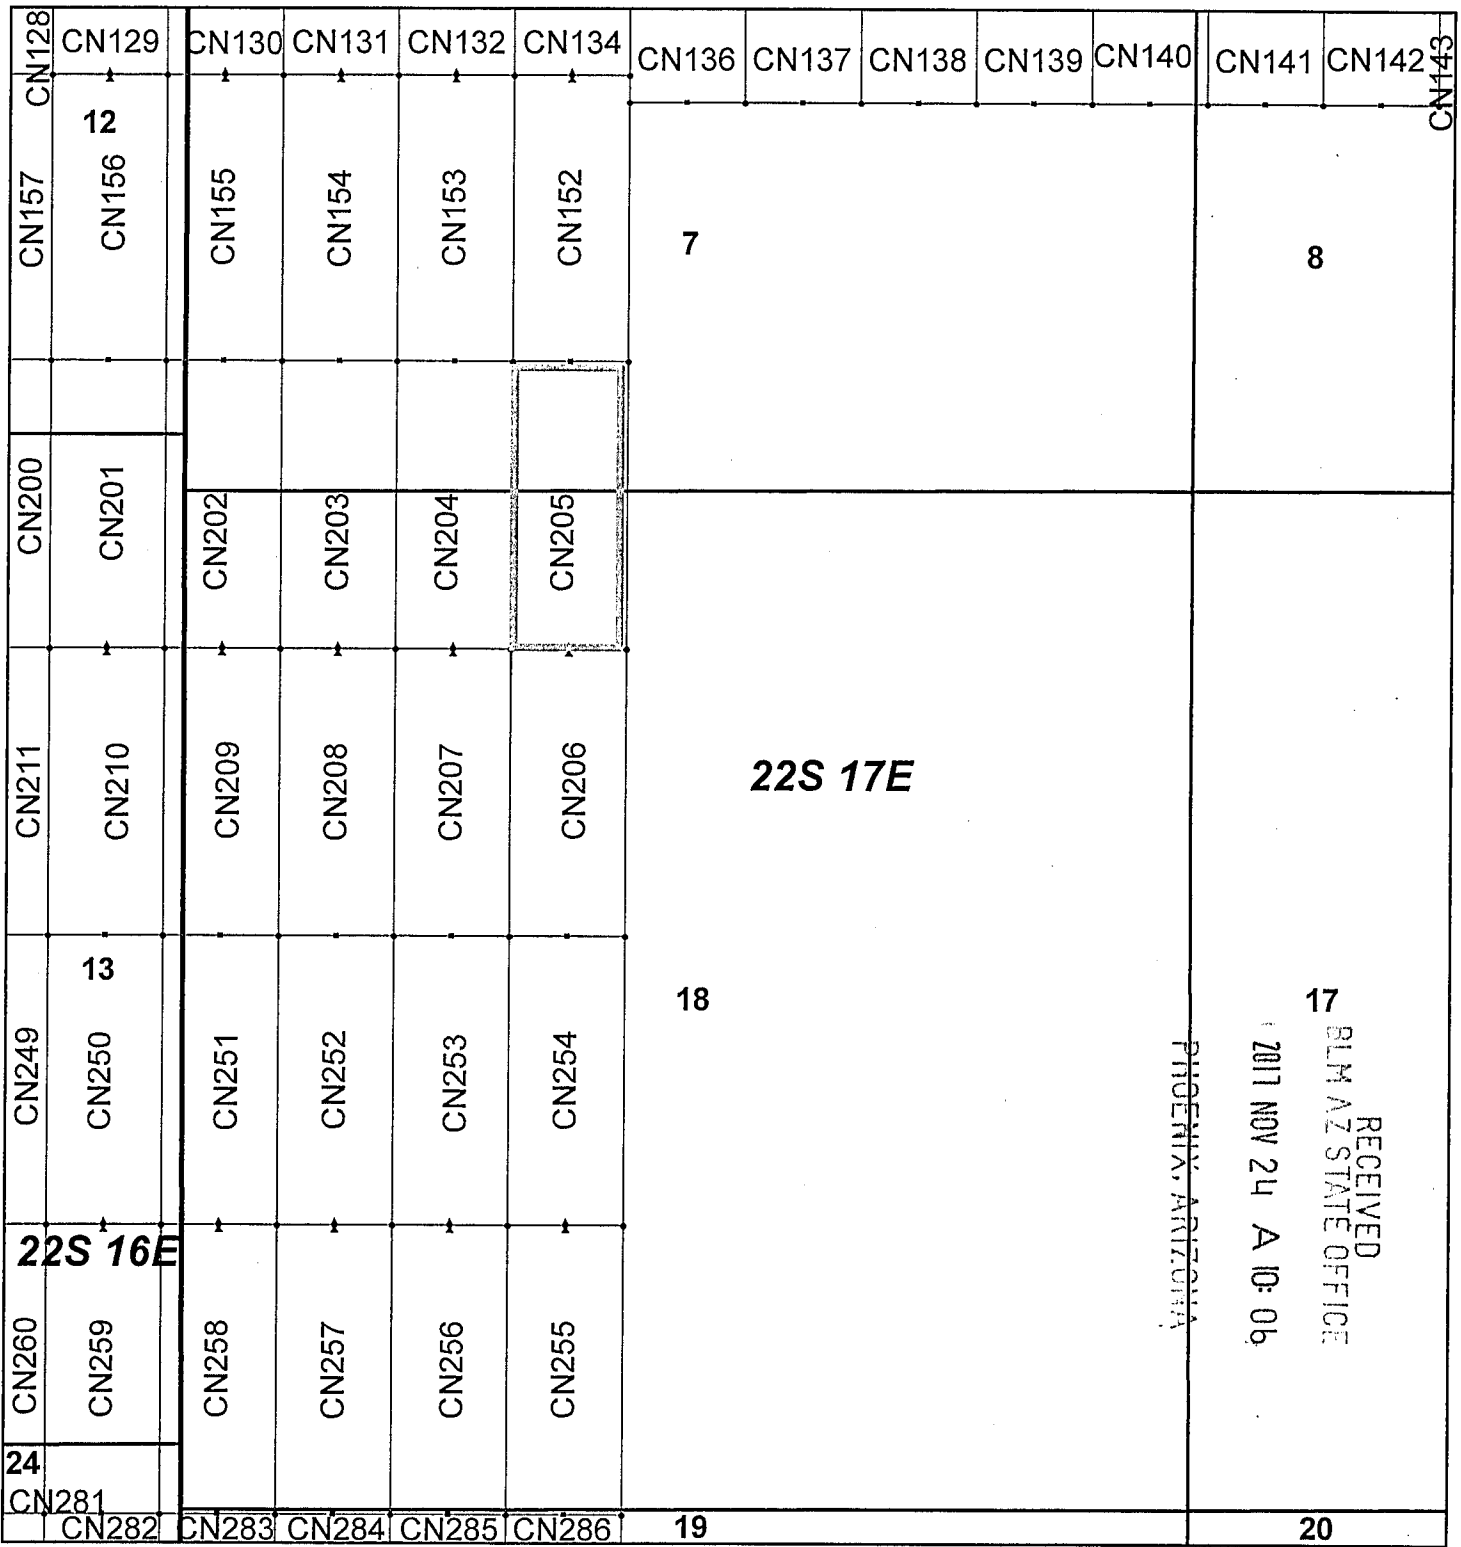 CN128 CN129 CN130 CN131 CN132 CN134 CN136 CN137 CN138 CN139 CN140 CN141 CN142 CN143
12
CN157 CN156 CN155 CN154 CN153 CN152
7 8
CN200 CN201 CN202 CN203 CN204 CN205
CN211 CN210 CN209 CN208 CN207 CN206
22S 17E
13
18 17
CN249 CN250 CN251 CN252 CN253 CN254
RECEIVED
BLM AZ STATE OFFICE
2017 NOV 24 A 10:06
PHOENIX, ARIZONA
22S 16E
CN260 CN259 CN258 CN257 CN256 CN255
24
CN281
CN282 CN283 CN284 CN285 CN286
19 20